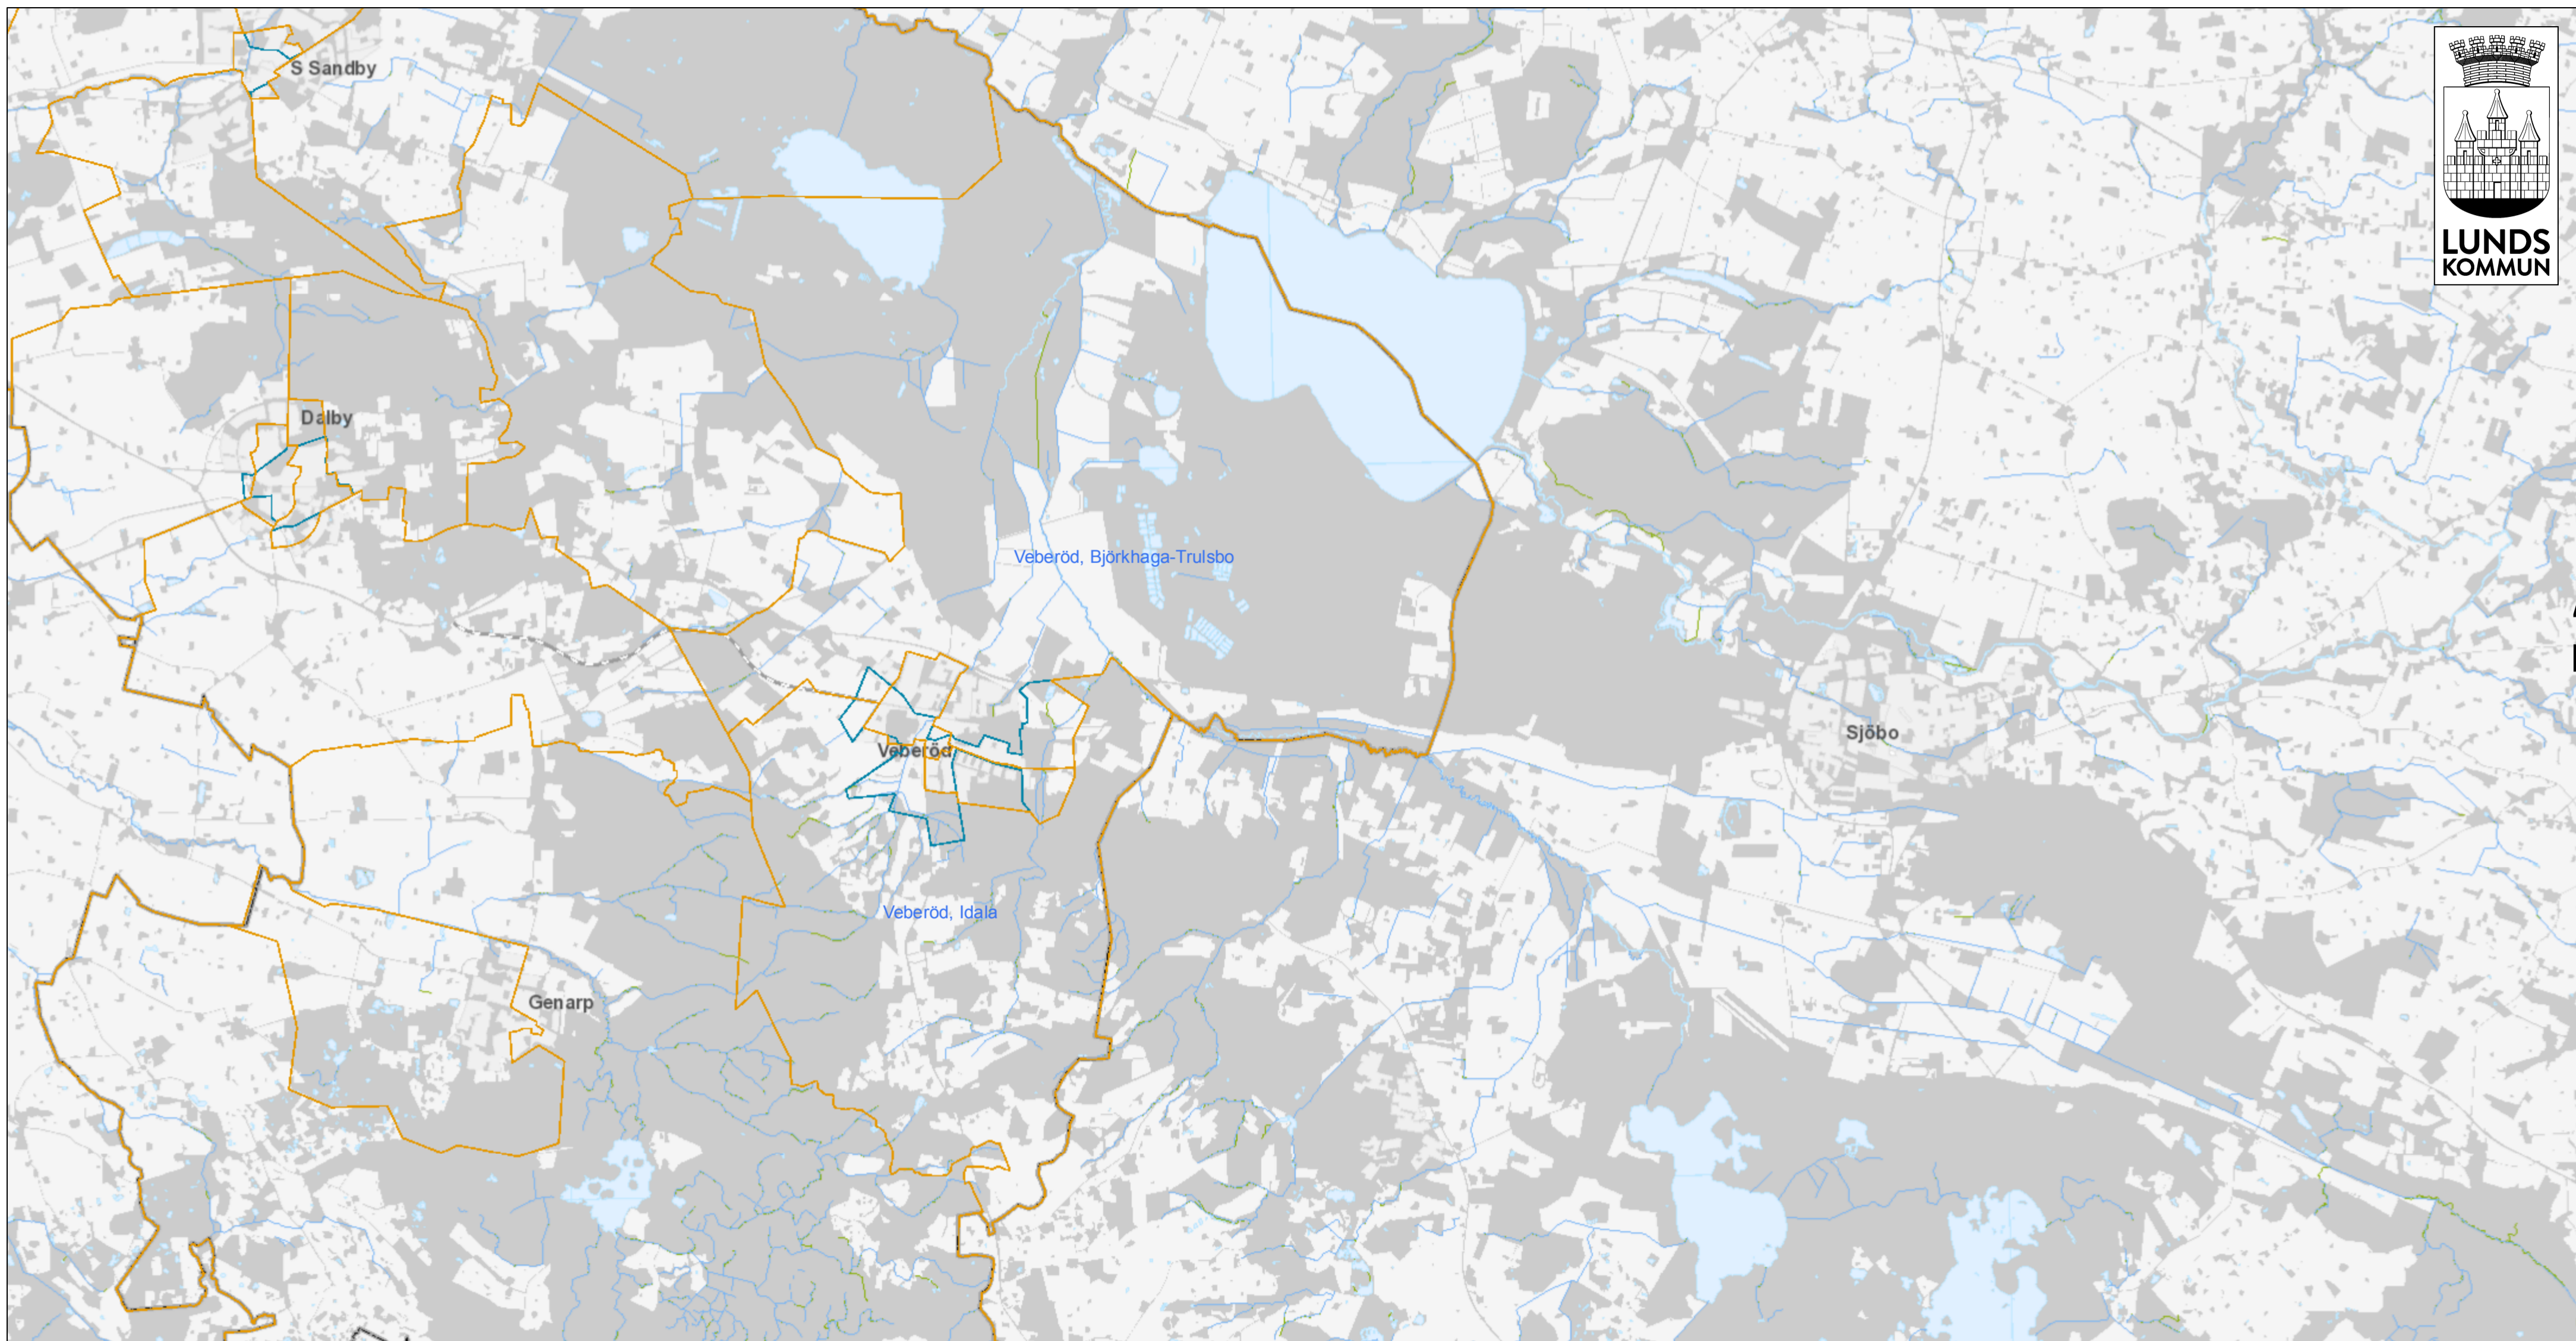 S Sandby
LUNDS
KOMMUN
Dalby
Veberöd, Björkhaga-Trulsbo
Sjöbo
Veberöd
Veberöd, Idala
Genarp